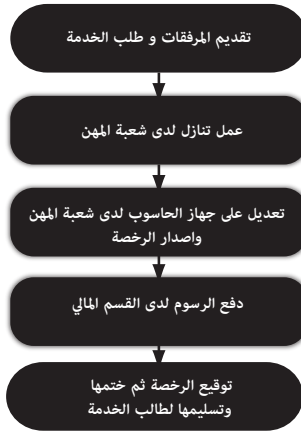 تقديم المرفقات و طلب الخدمة
عمل تنازل لدى شعبة المهن
تعديل على جهاز الحاسوب لدى شعبة المهن
واصدار الرخصة
دفع الرسوم لدى القسم المالي
توقيع الرخصة ثم ختمها
وتسليمها لطالب الخدمة